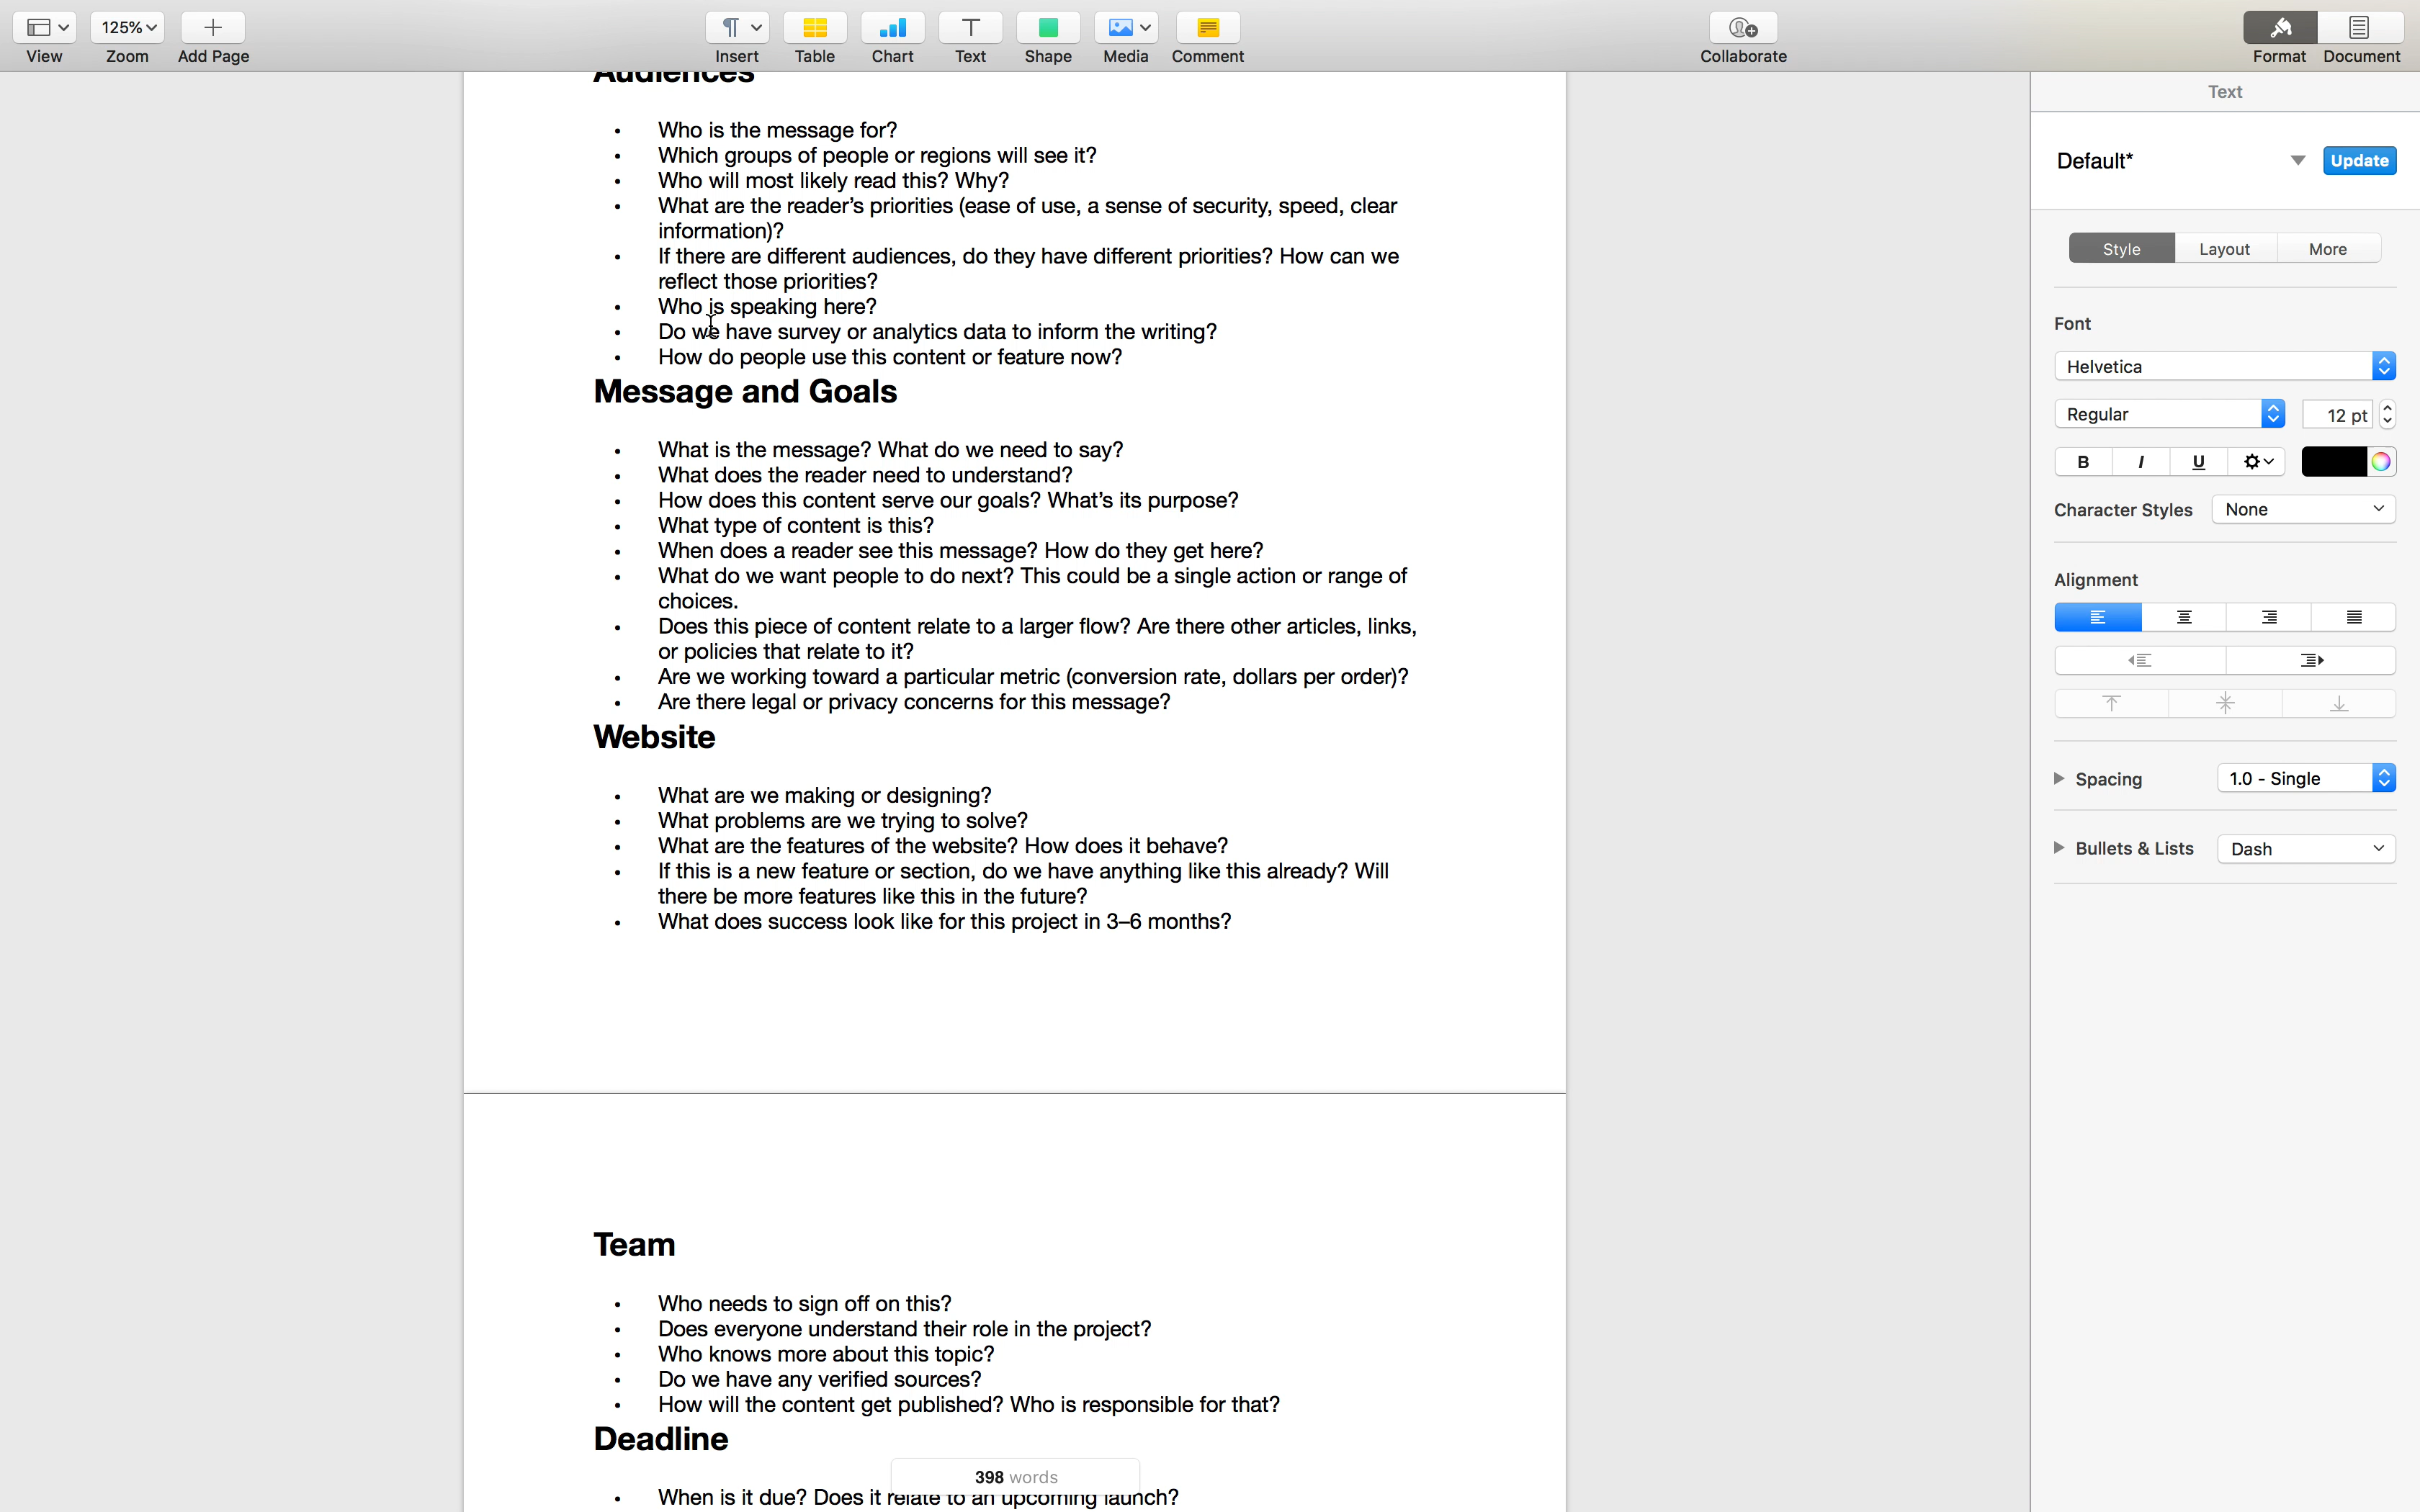 125%
View
Zoom
Add Page
Insert
Table
Chart
Text
Shape
Media
Comment
Collaborate
Format
Document
Audiences
• Who is the message for?
• Which groups of people or regions will see it?
• Who will most likely read this? Why?
• What are the reader’s priorities (ease of use, a sense of security, speed, clear
information)?
• If there are different audiences, do they have different priorities? How can we
reflect those priorities?
• Who is speaking here?
• Do we have survey or analytics data to inform the writing?
• How do people use this content or feature now?
Message and Goals
• What is the message? What do we need to say?
• What does the reader need to understand?
• How does this content serve our goals? What’s its purpose?
• What type of content is this?
• When does a reader see this message? How do they get here?
• What do we want people to do next? This could be a single action or range of
choices.
• Does this piece of content relate to a larger flow? Are there other articles, links,
or policies that relate to it?
• Are we working toward a particular metric (conversion rate, dollars per order)?
• Are there legal or privacy concerns for this message?
Website
• What are we making or designing?
• What problems are we trying to solve?
• What are the features of the website? How does it behave?
• If this is a new feature or section, do we have anything like this already? Will
there be more features like this in the future?
• What does success look like for this project in 3–6 months?
Team
• Who needs to sign off on this?
• Does everyone understand their role in the project?
• Who knows more about this topic?
• Do we have any verified sources?
• How will the content get published? Who is responsible for that?
Deadline
398 words
• When is it due? Does it relate to an upcoming launch?
Text
Default*
Update
Style
Layout
More
Font
Helvetica
Regular
12 pt
B I U
Character Styles
None
Alignment
Spacing
1.0 - Single
Bullets & Lists
Dash